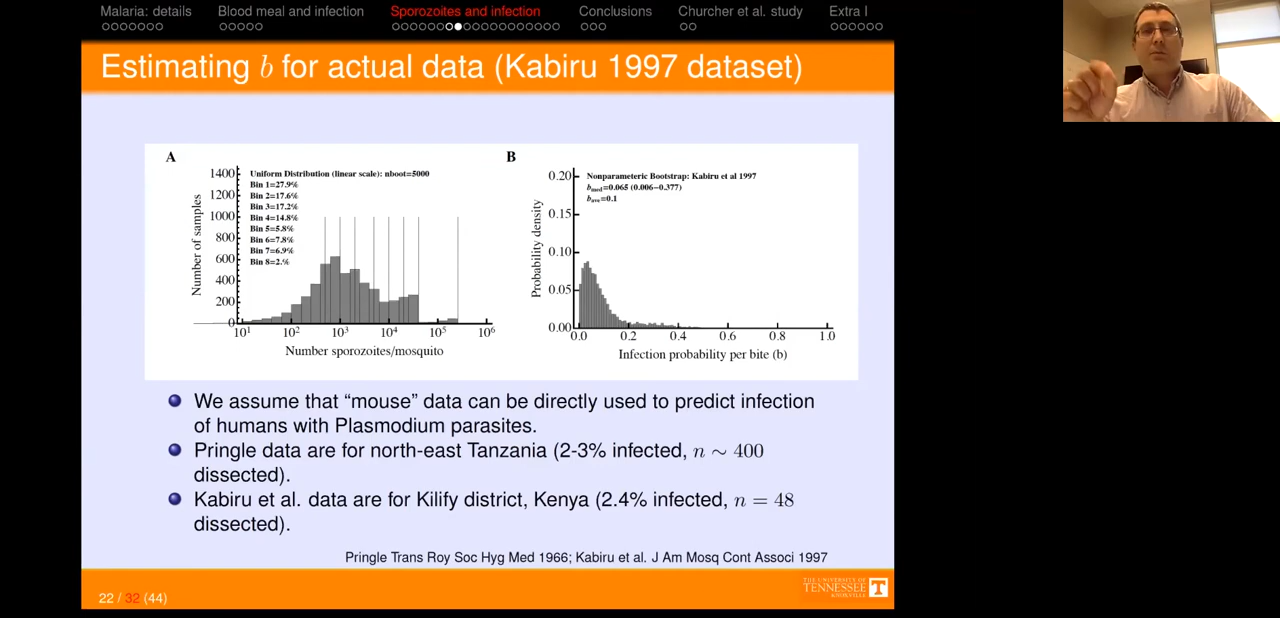 Malaria: details Blood meal and infection Sporozoites and infection Conclusions Churcher et al. study Extra I
Estimating b for actual data (Kabiru 1997 dataset)
A
1400
1200
1000
800
600
400
200
0
Number of samples
Uniform Distribution (linear scale): nboot=5000
Bin 1=27.9%
Bin 2=17.6%
Bin 3=17.2%
Bin 4=14.8%
Bin 5=5.8%
Bin 6=7.8%
Bin 7=6.9%
Bin 8=2.%
10¹ 10² 10³ 10⁴ 10⁵ 10⁶
Number sporozoites/mosquito
B
0.20
0.15
0.10
0.05
0.00
Probability density
Nonparametric Bootstrap: Kabiru et al 1997
bmed=0.065 (0.006−0.377)
bave=0.1
0.0 0.2 0.4 0.6 0.8 1.0
Infection probability per bite (b)
We assume that “mouse” data can be directly used to predict infection
of humans with Plasmodium parasites.
Pringle data are for north-east Tanzania (2-3% infected, n ∼ 400
dissected).
Kabiru et al. data are for Kilify district, Kenya (2.4% infected, n = 48
dissected).
Pringle Trans Roy Soc Hyg Med 1966; Kabiru et al. J Am Mosq Cont Associ 1997
THE UNIVERSITY OF
TENNESSEE
KNOXVILLE
T
22 / 32 (44)